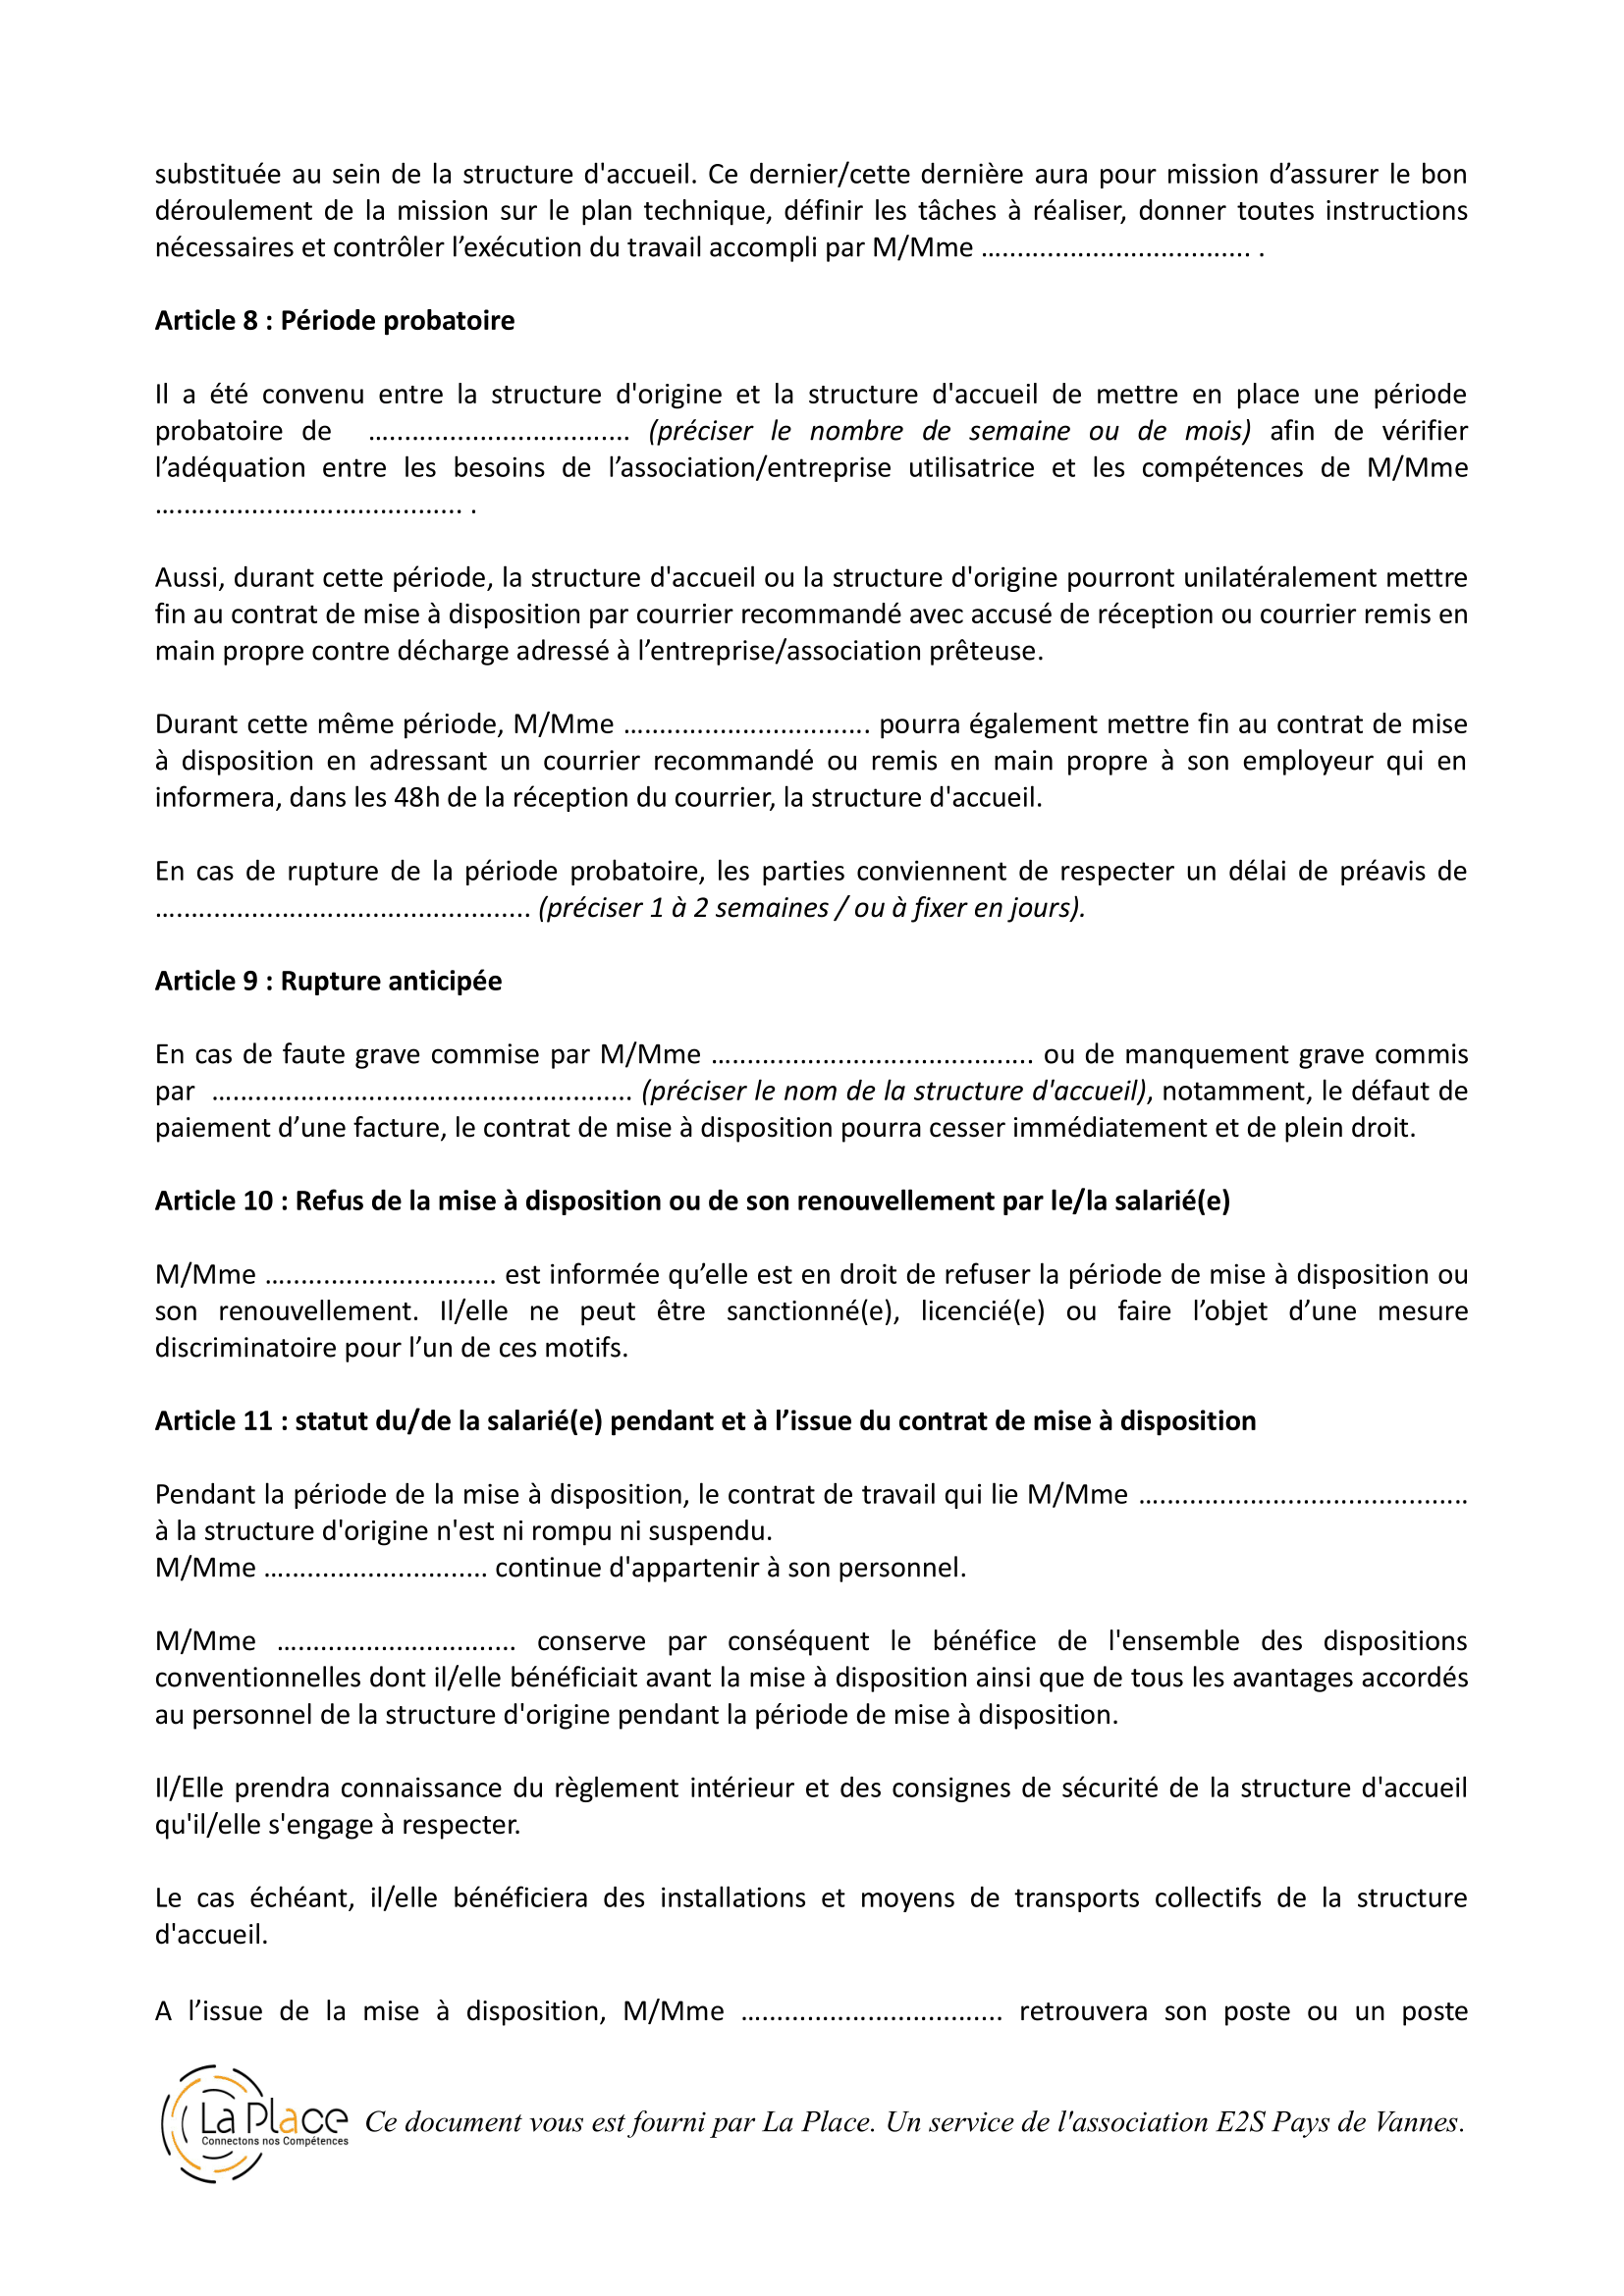 substituée au sein de la structure d'accueil. Ce dernier/cette dernière aura pour mission d’assurer le bon
déroulement de la mission sur le plan technique, définir les tâches à réaliser, donner toutes instructions
nécessaires et contrôler l’exécution du travail accompli par M/Mme ….................................. .
Article 8 : Période probatoire
Il a été convenu entre la structure d'origine et la structure d'accueil de mettre en place une période
probatoire de ….................................. (préciser le nombre de semaine ou de mois) afin de vérifier
l’adéquation entre les besoins de l’association/entreprise utilisatrice et les compétences de M/Mme
…........................................ .
Aussi, durant cette période, la structure d'accueil ou la structure d'origine pourront unilatéralement mettre
fin au contrat de mise à disposition par courrier recommandé avec accusé de réception ou courrier remis en
main propre contre décharge adressé à l’entreprise/association prêteuse.
Durant cette même période, M/Mme …................................ pourra également mettre fin au contrat de mise
à disposition en adressant un courrier recommandé ou remis en main propre à son employeur qui en
informera, dans les 48h de la réception du courrier, la structure d'accueil.
En cas de rupture de la période probatoire, les parties conviennent de respecter un délai de préavis de
…................................................ (préciser 1 à 2 semaines / ou à fixer en jours).
Article 9 : Rupture anticipée
En cas de faute grave commise par M/Mme …......................................... ou de manquement grave commis
par …....................................................... (préciser le nom de la structure d'accueil), notamment, le défaut de
paiement d’une facture, le contrat de mise à disposition pourra cesser immédiatement et de plein droit.
Article 10 : Refus de la mise à disposition ou de son renouvellement par le/la salarié(e)
M/Mme ….............................. est informée qu’elle est en droit de refuser la période de mise à disposition ou
son renouvellement. Il/elle ne peut être sanctionné(e), licencié(e) ou faire l’objet d’une mesure
discriminatoire pour l’un de ces motifs.
Article 11 : statut du/de la salarié(e) pendant et à l’issue du contrat de mise à disposition
Pendant la période de la mise à disposition, le contrat de travail qui lie M/Mme …..........................................
à la structure d'origine n'est ni rompu ni suspendu.
M/Mme …............................. continue d'appartenir à son personnel.
M/Mme ….............................. conserve par conséquent le bénéfice de l'ensemble des dispositions
conventionnelles dont il/elle bénéficiait avant la mise à disposition ainsi que de tous les avantages accordés
au personnel de la structure d'origine pendant la période de mise à disposition.
Il/Elle prendra connaissance du règlement intérieur et des consignes de sécurité de la structure d'accueil
qu'il/elle s'engage à respecter.
Le cas échéant, il/elle bénéficiera des installations et moyens de transports collectifs de la structure
d'accueil.
A l’issue de la mise à disposition, M/Mme ….................................. retrouvera son poste ou un poste
La Place
Connectons nos Compétences
Ce document vous est fourni par La Place. Un service de l'association E2S Pays de Vannes.